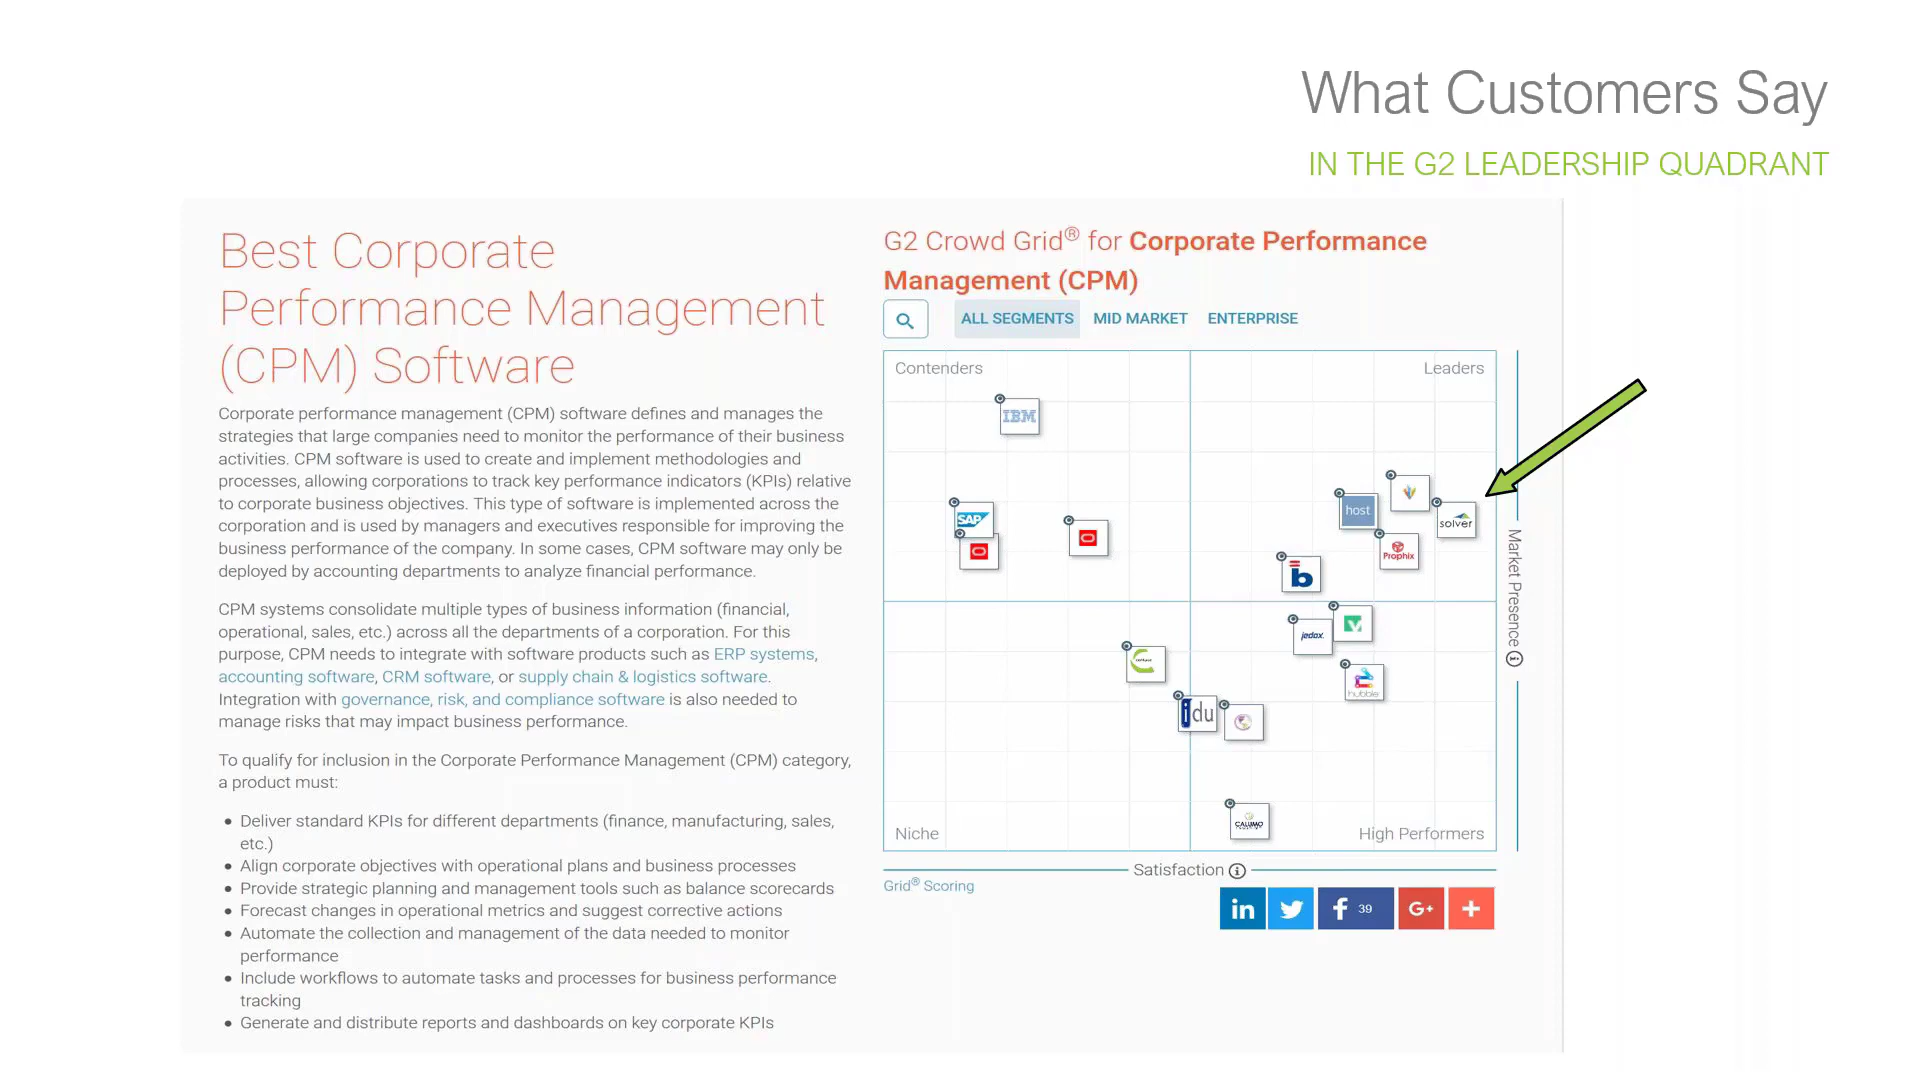 What Customers Say
IN THE G2 LEADERSHIP QUADRANT
Best Corporate
Performance Management
(CPM) Software
Corporate performance management (CPM) software defines and manages the
strategies that large companies need to monitor the performance of their business
activities. CPM software is used to create and implement methodologies and
processes, allowing corporations to track key performance indicators (KPIs) relative
to corporate business objectives. This type of software is implemented across the
corporation and is used by managers and executives responsible for improving the
business performance of the company. In some cases, CPM software may only be
deployed by accounting departments to analyze financial performance.
CPM systems consolidate multiple types of business information (financial,
operational, sales, etc.) across all the departments of a corporation. For this
purpose, CPM needs to integrate with software products such as ERP systems,
accounting software, CRM software, or supply chain & logistics software.
Integration with governance, risk, and compliance software is also needed to
manage risks that may impact business performance.
To qualify for inclusion in the Corporate Performance Management (CPM) category,
a product must:
• Deliver standard KPIs for different departments (finance, manufacturing, sales,
etc.)
• Align corporate objectives with operational plans and business processes
• Provide strategic planning and management tools such as balance scorecards
• Forecast changes in operational metrics and suggest corrective actions
• Automate the collection and management of the data needed to monitor
performance
• Include workflows to automate tasks and processes for business performance
tracking
• Generate and distribute reports and dashboards on key corporate KPIs
G2 Crowd Grid® for Corporate Performance
Management (CPM)
ALL SEGMENTS MID MARKET ENTERPRISE
Contenders Leaders
IBM
host
solver
SAP
Prophix
b
jedox.
hubble
idu
CALUMO
Niche High Performers
Market Presence
Satisfaction
Grid® Scoring
in f 39 G+ +